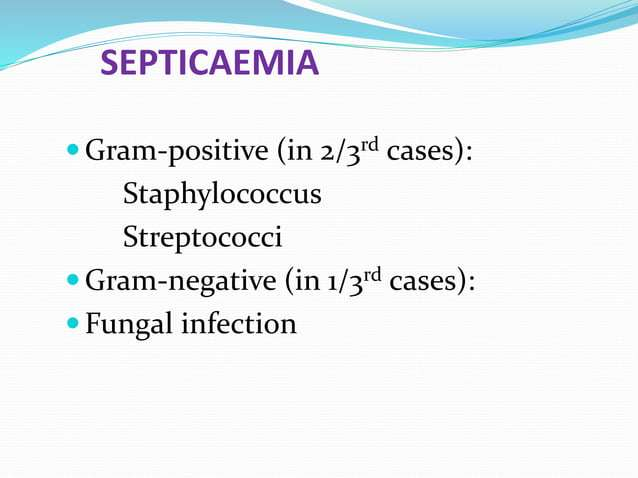 SEPTICAEMIA
• Gram-positive (in 2/3rd cases):
Staphylococcus
Streptococci
• Gram-negative (in 1/3rd cases):
• Fungal infection